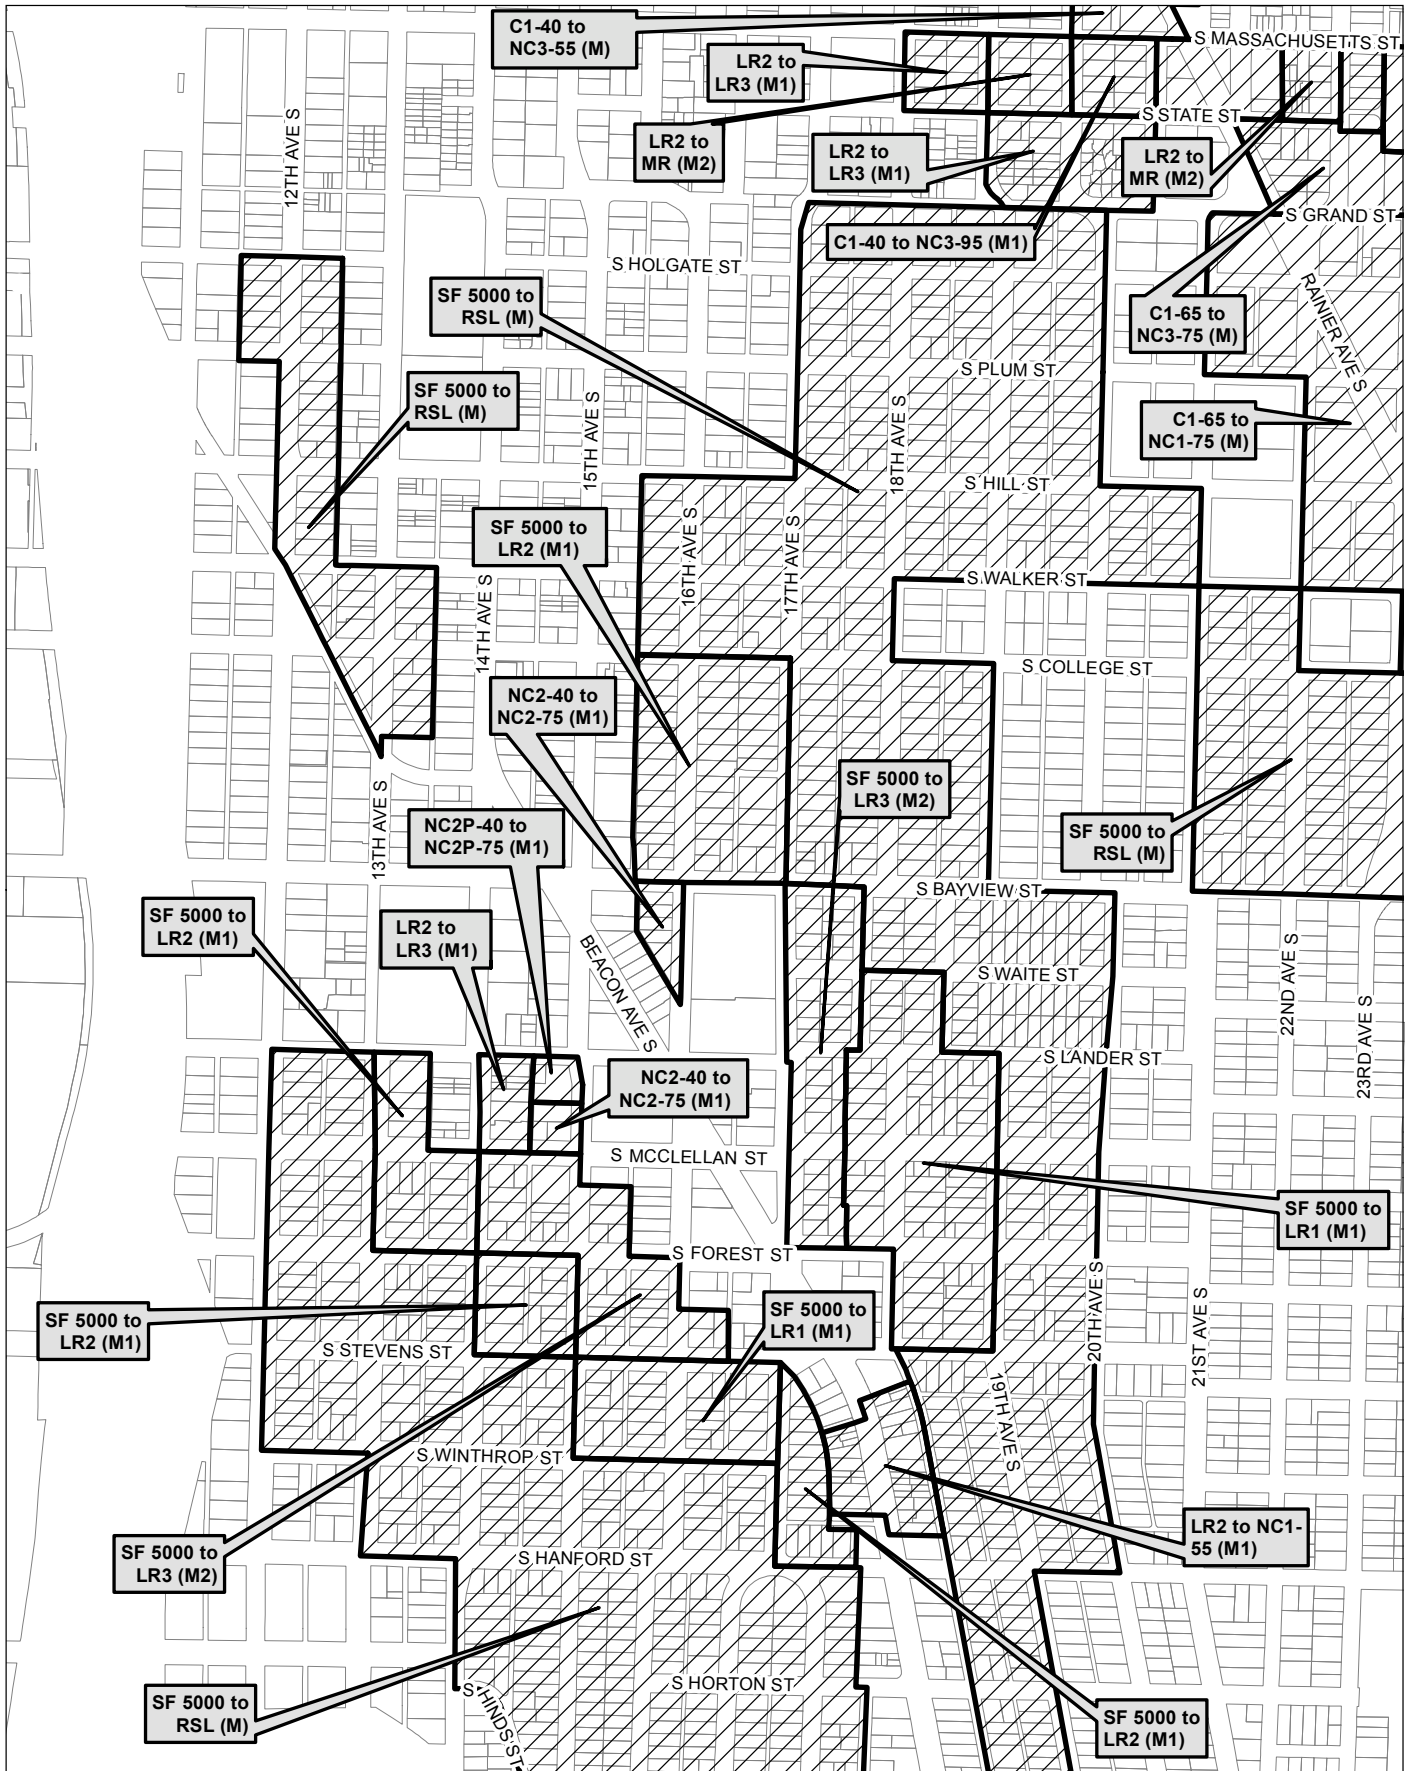 C1-40 to
NC3-55 (M)
S MASSACHUSETTS ST
LR2 to
LR3 (M1)
S STATE ST
12TH AVE S
LR2 to
MR (M2)
LR2 to
LR3 (M1)
LR2 to
MR (M2)
S GRAND ST
C1-40 to NC3-95 (M1)
S HOLGATE ST
SF 5000 to
RSL (M)
C1-65 to
NC3-75 (M)
RAINIER AVE S
S PLUM ST
SF 5000 to
RSL (M)
15TH AVE S
18TH AVE S
C1-65 to
NC1-75 (M)
S HILL ST
SF 5000 to
LR2 (M1)
16TH AVE S
17TH AVE S
S WALKER ST
14TH AVE S
S COLLEGE ST
NC2-40 to
NC2-75 (M1)
SF 5000 to
LR3 (M2)
13TH AVE S
NC2P-40 to
NC2P-75 (M1)
SF 5000 to
RSL (M)
S BAYVIEW ST
SF 5000 to
LR2 (M1)
LR2 to
LR3 (M1)
BEACON AVE S
S WAITE ST
22ND AVE S
23RD AVE S
S LANDER ST
NC2-40 to
NC2-75 (M1)
S MCCLELLAN ST
SF 5000 to
LR1 (M1)
S FOREST ST
20TH AVE S
21ST AVE S
SF 5000 to
LR2 (M1)
SF 5000 to
LR1 (M1)
S STEVENS ST
19TH AVE S
S WINTHROP ST
LR2 to NC1-
55 (M1)
SF 5000 to
LR3 (M2)
S HANFORD ST
S HORTON ST
SF 5000 to
RSL (M)
S HINDS ST
SF 5000 to
LR2 (M1)